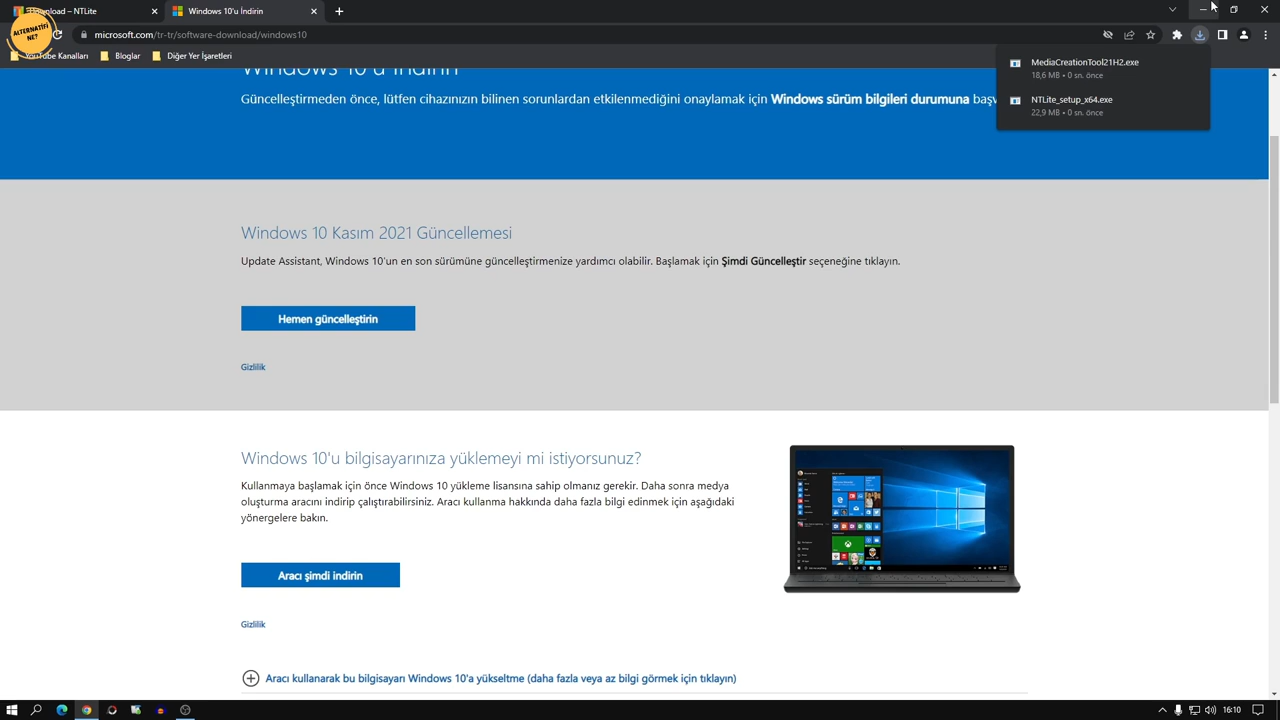 Download – NTLite
Windows 10'u İndirin
ALTERNATİFİ
NE?
microsoft.com/tr-tr/software-download/windows10
YouTube Kanalları
Bloglar
Diğer Yer İşaretleri
MediaCreationTool21H2.exe
18,6 MB • 0 sn. önce
NTLite_setup_x64.exe
22,9 MB • 0 sn. önce
Windows 10'u indirin
Güncelleştirmeden önce, lütfen cihazınızın bilinen sorunlardan etkilenmediğini onaylamak için Windows sürüm bilgileri durumuna başv
Windows 10 Kasım 2021 Güncellemesi
Update Assistant, Windows 10'un en son sürümüne güncelleştirmenize yardımcı olabilir. Başlamak için Şimdi Güncelleştir seçeneğine tıklayın.
Hemen güncelleştirin
Gizlilik
Windows 10'u bilgisayarınıza yüklemeyi mi istiyorsunuz?
Kullanmaya başlamak için önce Windows 10 yükleme lisansına sahip olmanız gerekir. Daha sonra medya
oluşturma aracını indirip çalıştırabilirsiniz. Aracı kullanma hakkında daha fazla bilgi edinmek için aşağıdaki
yönergelere bakın.
Aracı şimdi indirin
Gizlilik
Aracı kullanarak bu bilgisayarı Windows 10'a yükseltme (daha fazla veya az bilgi görmek için tıklayın)
16:10